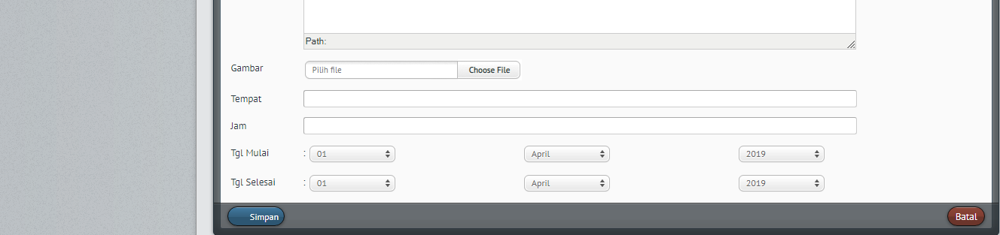 Path:
Gambar Pilih file Choose File
Tempat
Jam
Tgl Mulai : 01 April 2019
Tgl Selesai : 01 April 2019
Simpan Batal